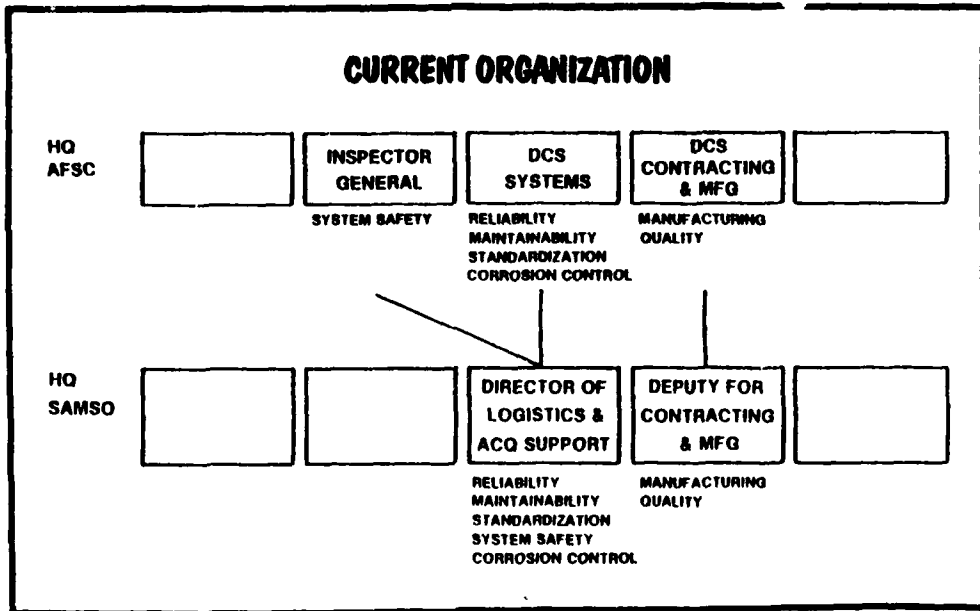 CURRENT ORGANIZATION
HQ
AFSC
INSPECTOR
GENERAL
SYSTEM SAFETY
DCS
SYSTEMS
RELIABILITY
MAINTAINABILITY
STANDARDIZATION
CORROSION CONTROL
DCS
CONTRACTING
& MFG
MANUFACTURING
QUALITY
HQ
SAMSO
DIRECTOR OF
LOGISTICS &
ACQ SUPPORT
RELIABILITY
MAINTAINABILITY
STANDARDIZATION
SYSTEM SAFETY
CORROSION CONTROL
DEPUTY FOR
CONTRACTING
& MFG
MANUFACTURING
QUALITY